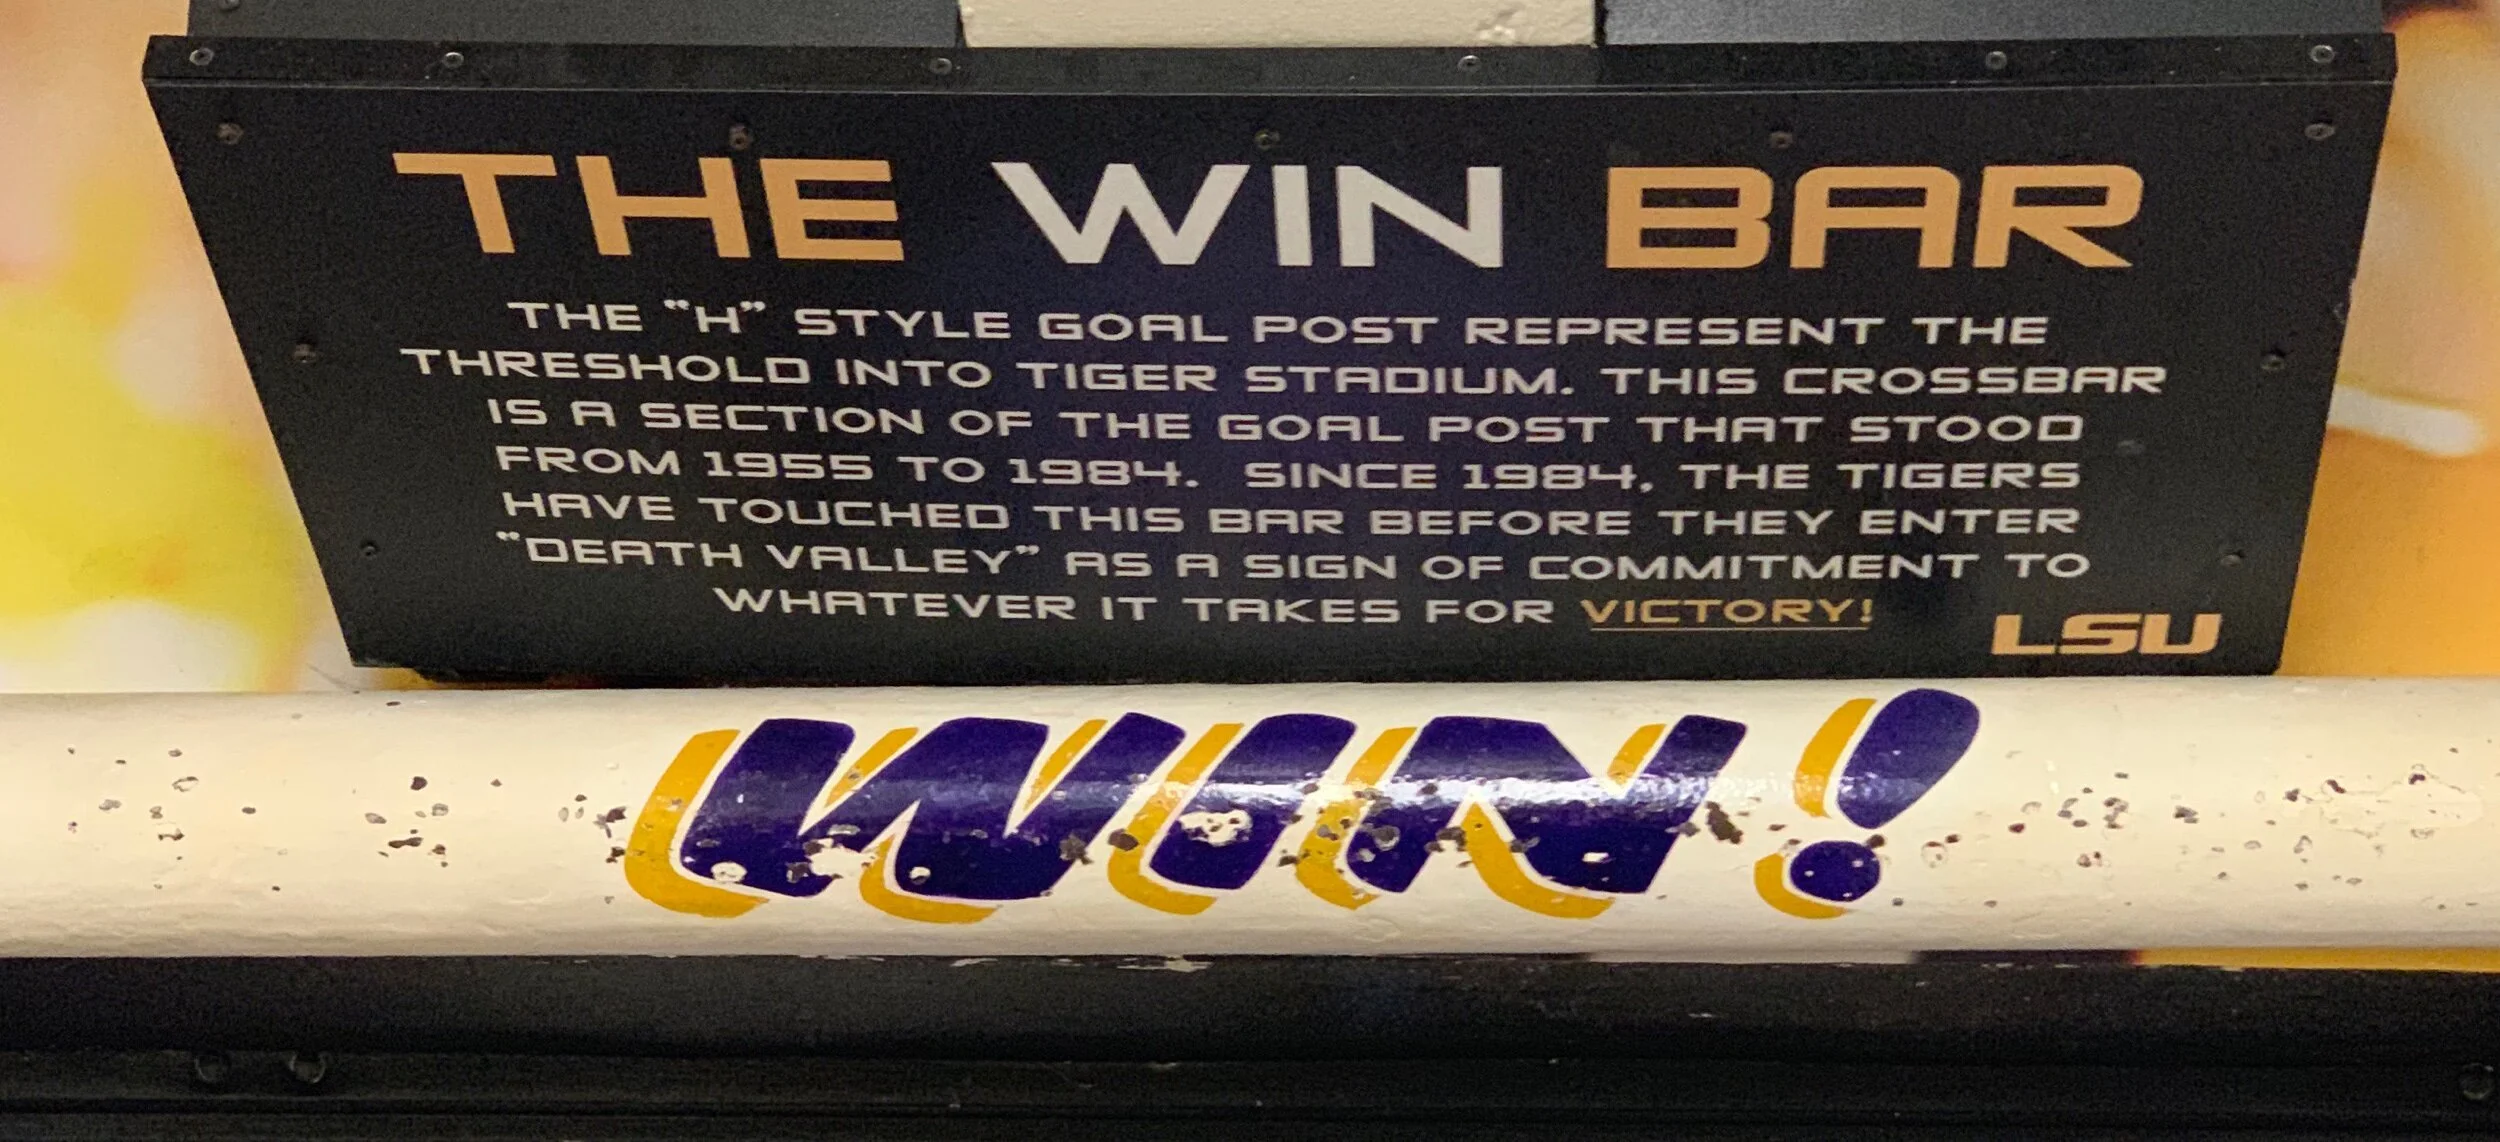 THE WIN BAR
THE "H" STYLE GOAL POST REPRESENT THE
THRESHOLD INTO TIGER STADIUM. THIS CROSSBAR
IS A SECTION OF THE GOAL POST THAT STOOD
FROM 1955 TO 1984. SINCE 1984, THE TIGERS
HAVE TOUCHED THIS BAR BEFORE THEY ENTER
"DEATH VALLEY" AS A SIGN OF COMMITMENT TO
WHATEVER IT TAKES FOR VICTORY!
LSU
WIN!